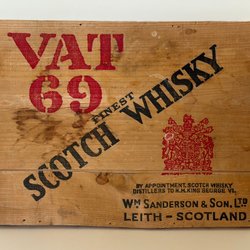 VAT
69
FINEST
SCOTCH WHISKY
BY APPOINTMENT, SCOTCH WHISKY
DISTILLERS TO H.M. KING GEORGE VI.
WM SANDERSON & SON, LTD
LEITH - SCOTLAND